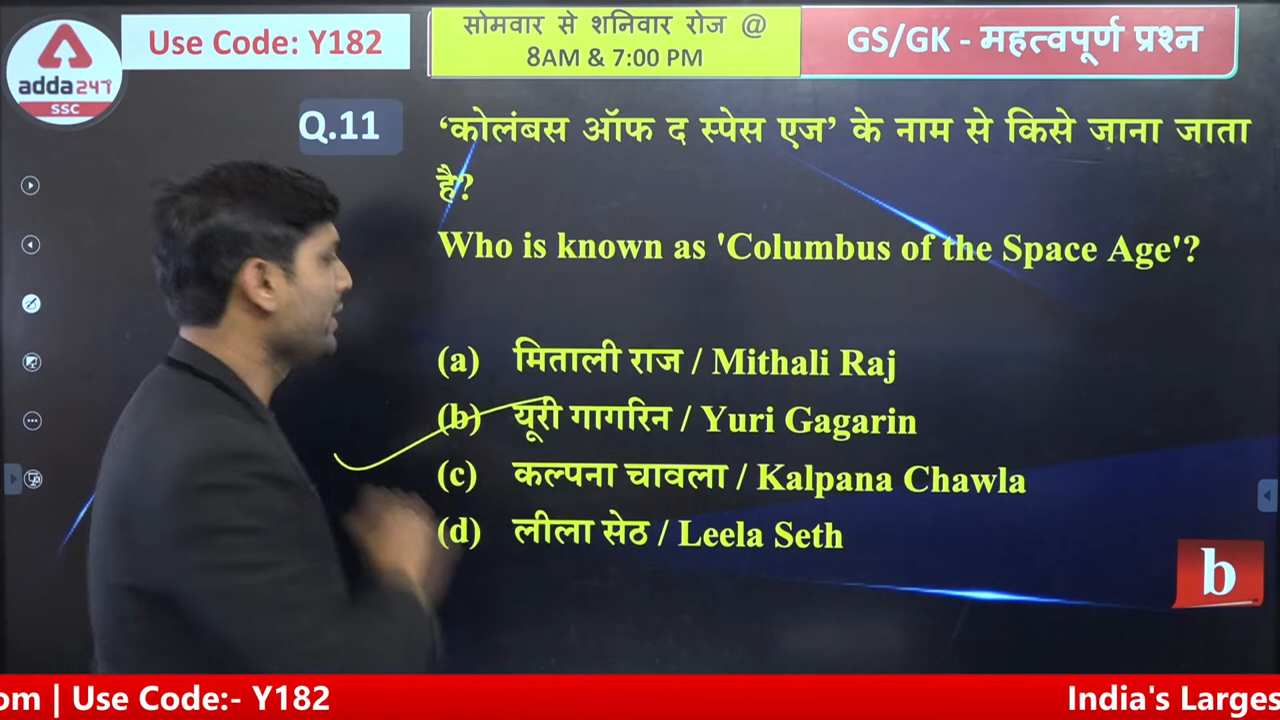 adda 247
SSC
Use Code: Y182
सोमवार से शनिवार रोज @
8AM & 7:00 PM
GS/GK - महत्वपूर्ण प्रश्न
Q.11
‘कोलंबस ऑफ द स्पेस एज’ के नाम से किसे जाना जाता
है?
Who is known as 'Columbus of the Space Age'?
(a) मिताली राज / Mithali Raj
(b) यूरी गागरिन / Yuri Gagarin
(c) कल्पना चावला / Kalpana Chawla
(d) लीला सेठ / Leela Seth
b
om | Use Code:- Y182
India's Larges